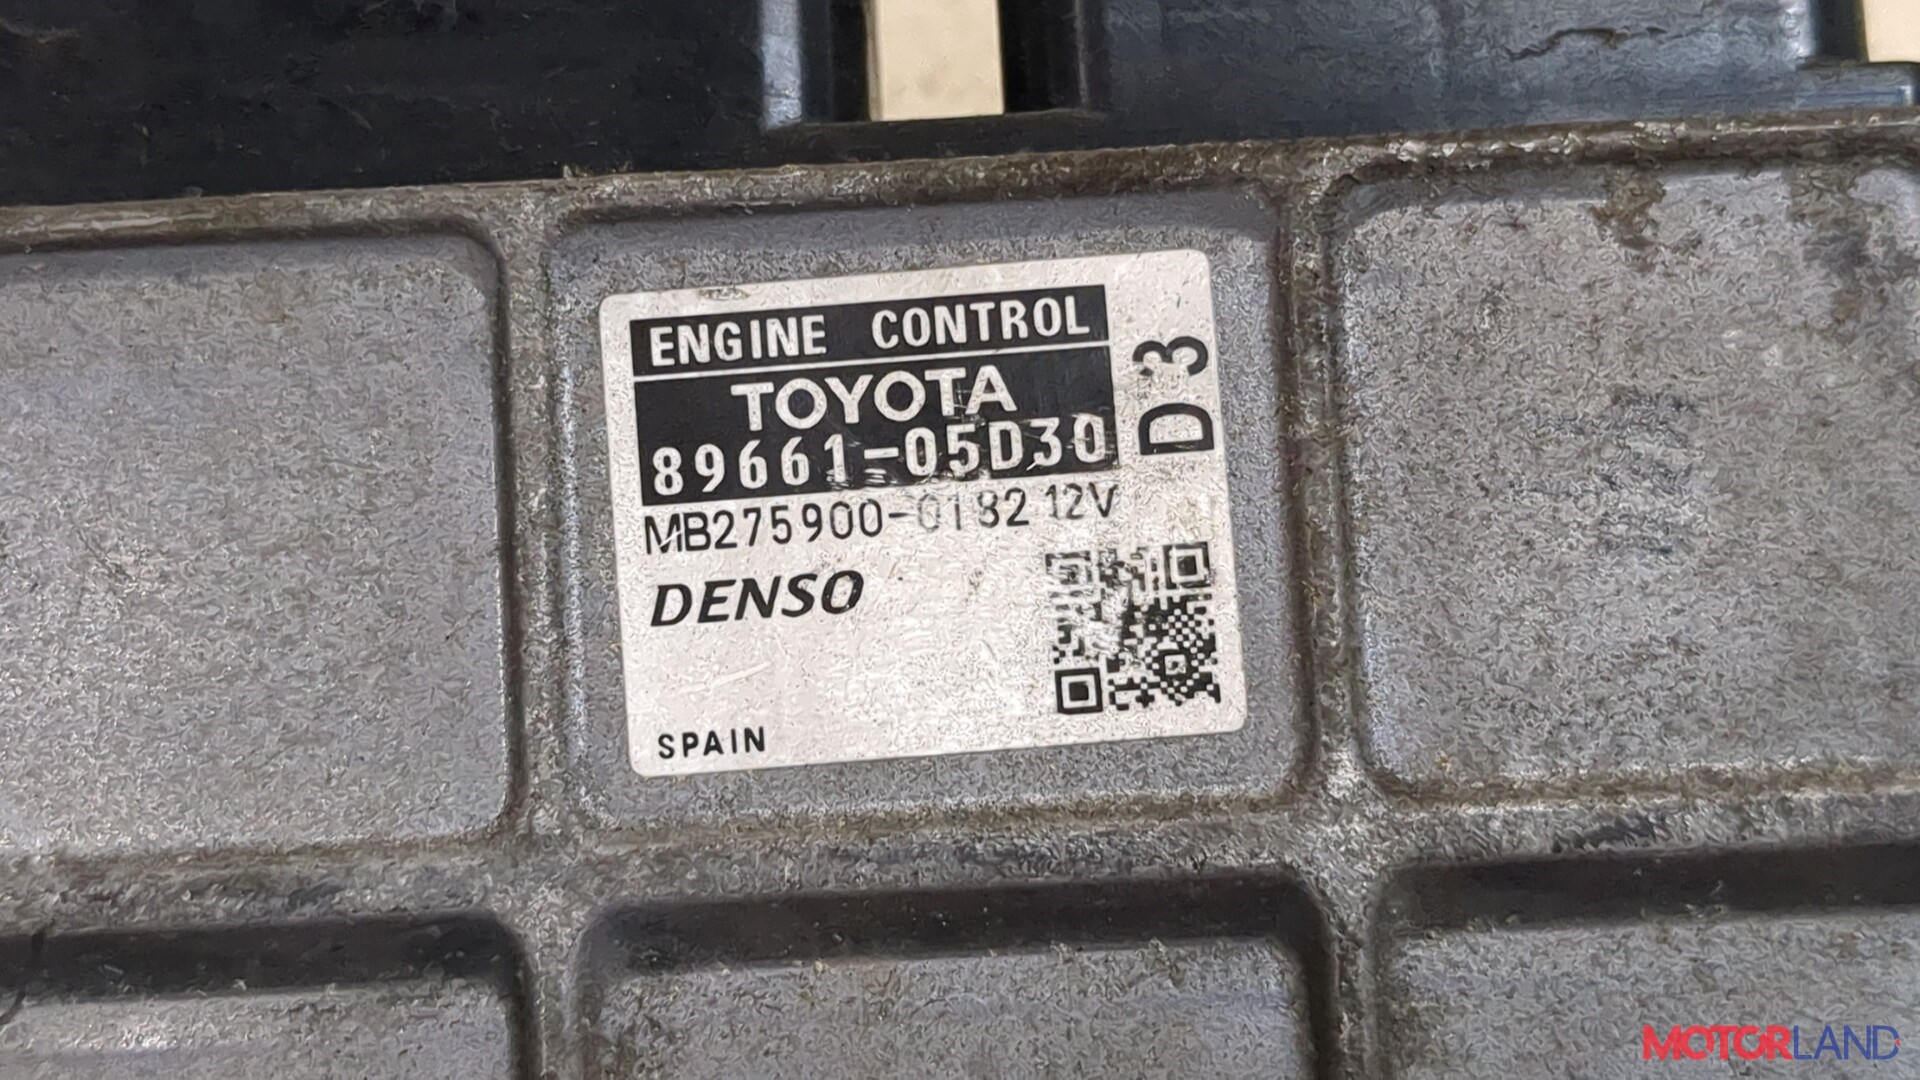 ENGINE CONTROL
TOYOTA
89661-05D30
D3
MB275900-0182 12V
DENSO
SPAIN
MOTORLAND